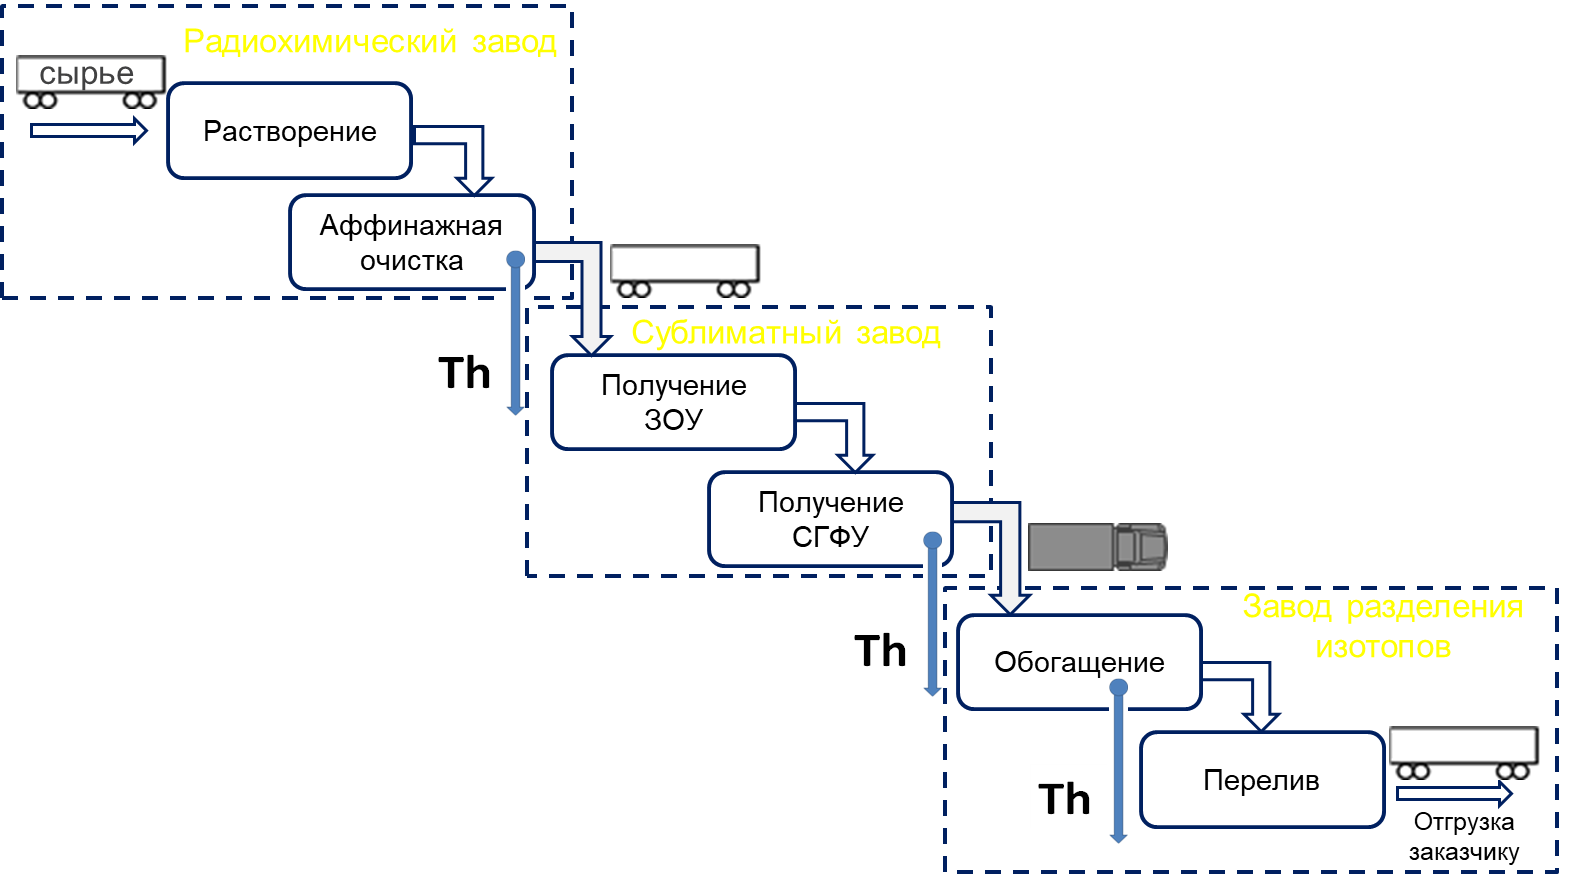 Радиохимический завод
сырье
Растворение
Аффинажная
очистка
Th
Сублиматный завод
Получение
ЗОУ
Получение
СГФУ
Th
Завод разделения
изотопов
Обогащение
Th
Перелив
Отгрузка
заказчику